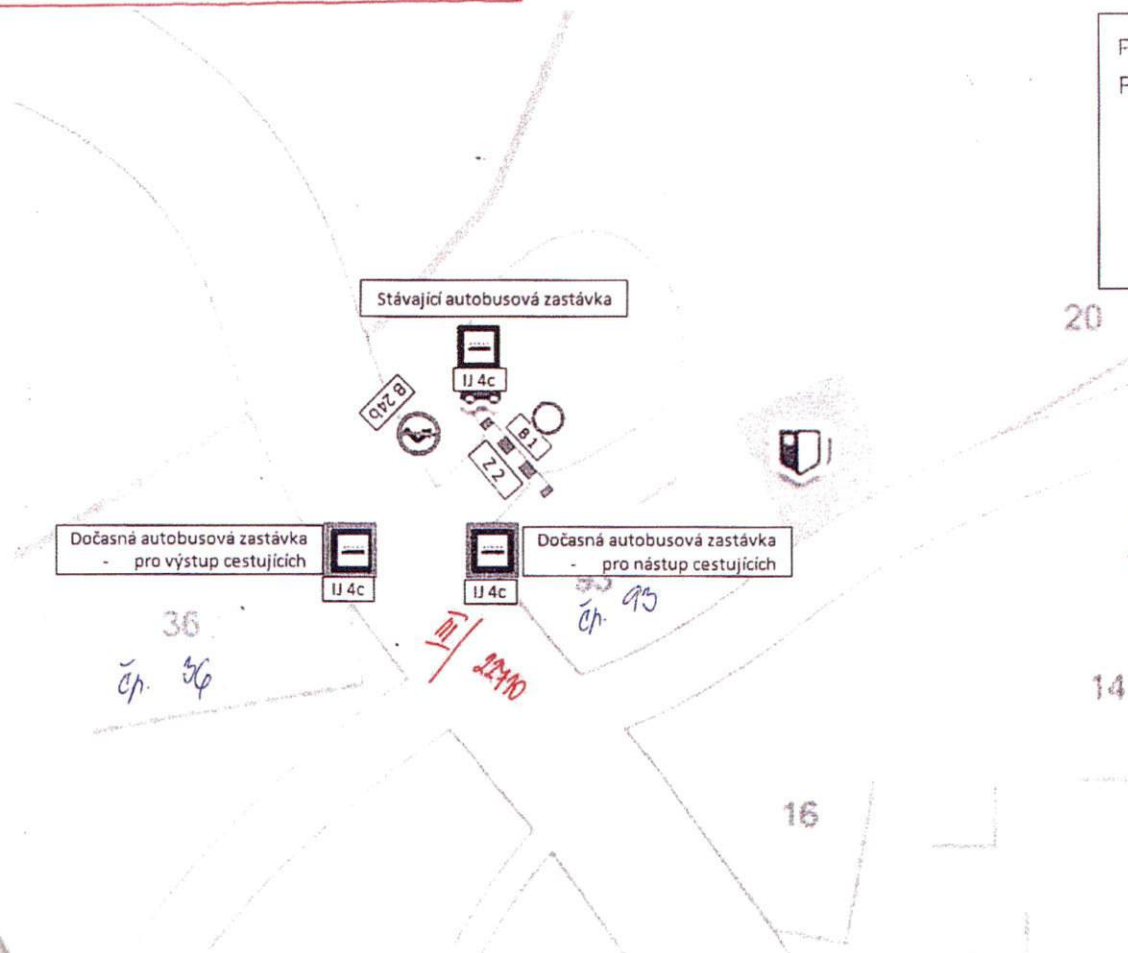 Stávající autobusová zastávka
IJ 4c
B 24b
B 1
Z 2
20
Dočasná autobusová zastávka
- pro výstup cestujících
IJ 4c
Dočasná autobusová zastávka
- pro nástup cestujících
IJ 4c
93
čp. 93
36
čp. 36
(III)
22710
14
16